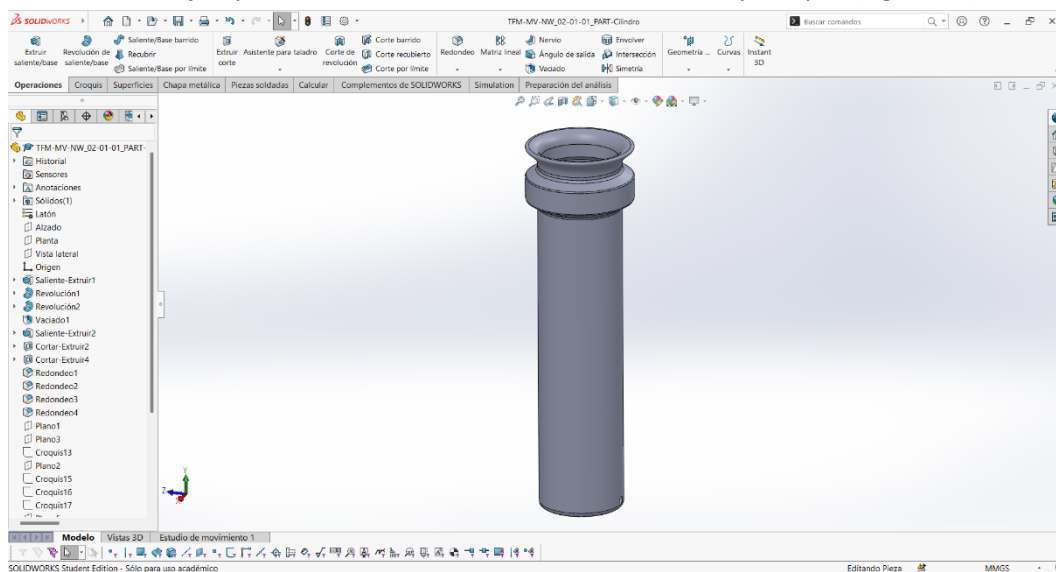 SOLIDWORKS
TFM-MV-NW_02-01-01_PART-Cilindro
Buscar comandos
Extruir saliente/base
Revolución de saliente/base
Saliente/Base barrido
Recubrir
Saliente/Base por límite
Extruir corte
Asistente para taladro
Corte de revolución
Corte barrido
Corte recubierto
Corte por límite
Redondeo
Matriz lineal
Nervio
Ángulo de salida
Vaciado
Envolver
Intersección
Simetría
Geometría ...
Curvas
Instant 3D
Operaciones Croquis Superficies Chapa metálica Piezas soldadas Calcular Complementos de SOLIDWORKS Simulation Preparación del análisis
TFM-MV-NW_02-01-01_PART-
Historial
Sensores
Anotaciones
Sólidos(1)
Latón
Alzado
Planta
Vista lateral
Origen
Saliente-Extruir1
Revolución1
Revolución2
Vaciado1
Saliente-Extruir2
Cortar-Extruir2
Cortar-Extruir4
Redondeo1
Redondeo2
Redondeo3
Redondeo4
Plano1
Plano3
Croquis13
Plano2
Croquis15
Croquis16
Croquis17
Y
Z
Modelo Vistas 3D Estudio de movimiento 1
SOLIDWORKS Student Edition - Sólo para uso académico
Editando Pieza
MMGS